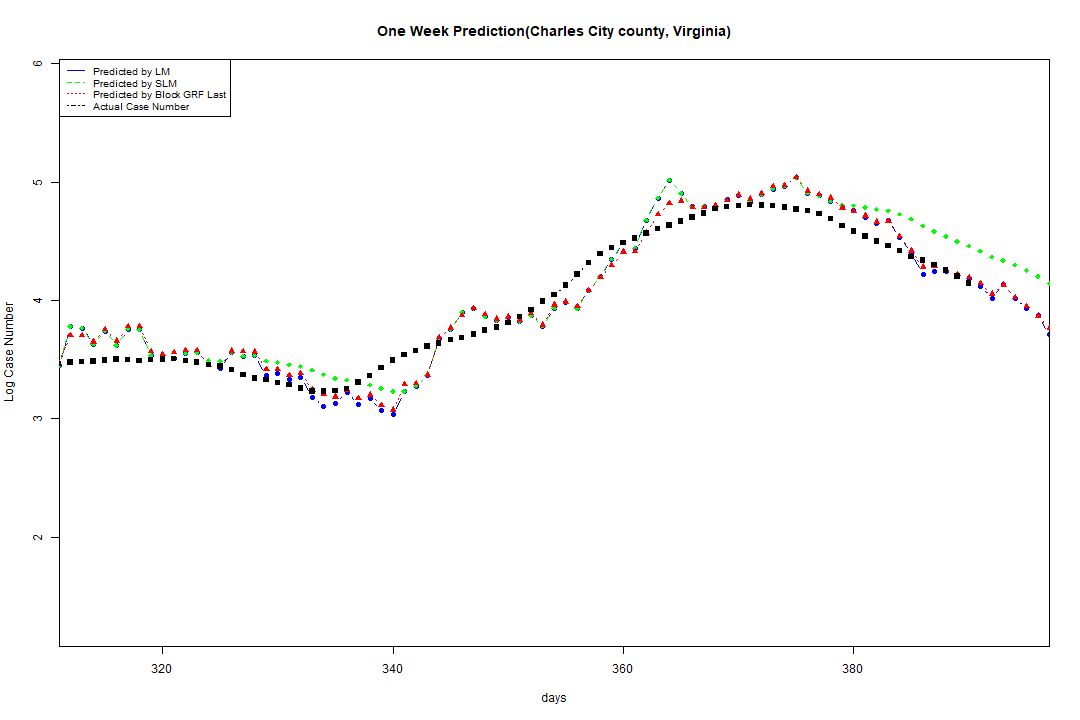 One Week Prediction(Charles City county, Virginia)
Predicted by LM
Predicted by SLM
Predicted by Block GRF Last
Actual Case Number
6
5
4
3
2
Log Case Number
320 340 360 380
days